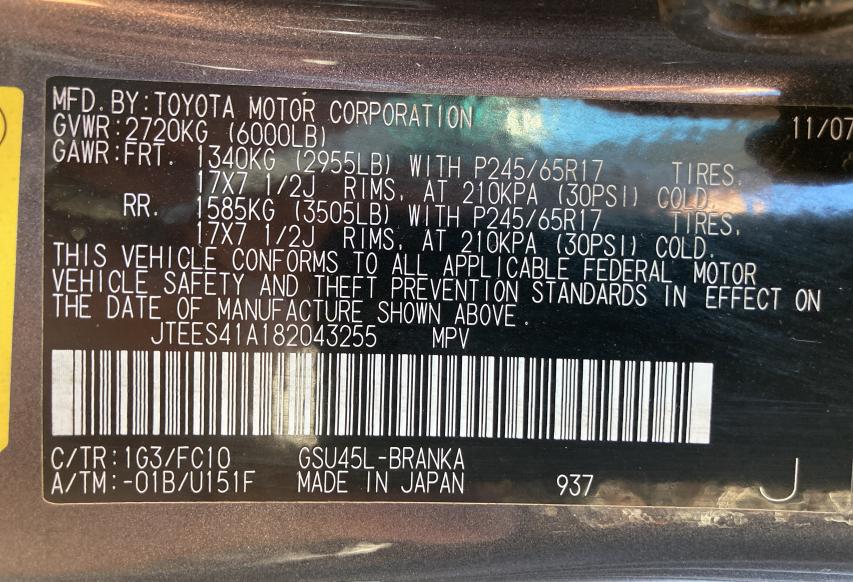 MFD. BY: TOYOTA MOTOR CORPORATION 11/07
GVWR: 2720KG (6000LB)
GAWR: FRT. 1340KG (2955LB) WITH P245/65R17 TIRES,
17X7 1/2J RIMS, AT 210KPA (30PSI) COLD.
RR. 1585KG (3505LB) WITH P245/65R17 TIRES,
17X7 1/2J RIMS, AT 210KPA (30PSI) COLD.
THIS VEHICLE CONFORMS TO ALL APPLICABLE FEDERAL MOTOR
VEHICLE SAFETY AND THEFT PREVENTION STANDARDS IN EFFECT ON
THE DATE OF MANUFACTURE SHOWN ABOVE.
JTEES41A182043255 MPV
C/TR: 1G3/FC10 GSU45L-BRANKA
A/TM: -01B/U151F MADE IN JAPAN 937 J